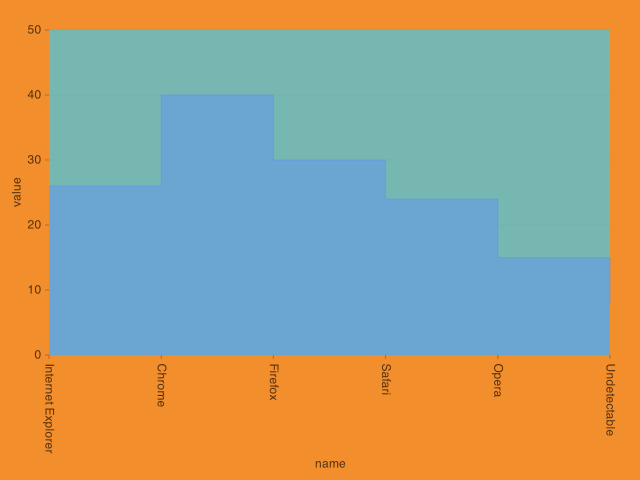 50
40
30
20
10
0
value
Internet Explorer
Chrome
Firefox
Safari
Opera
Undetectable
name